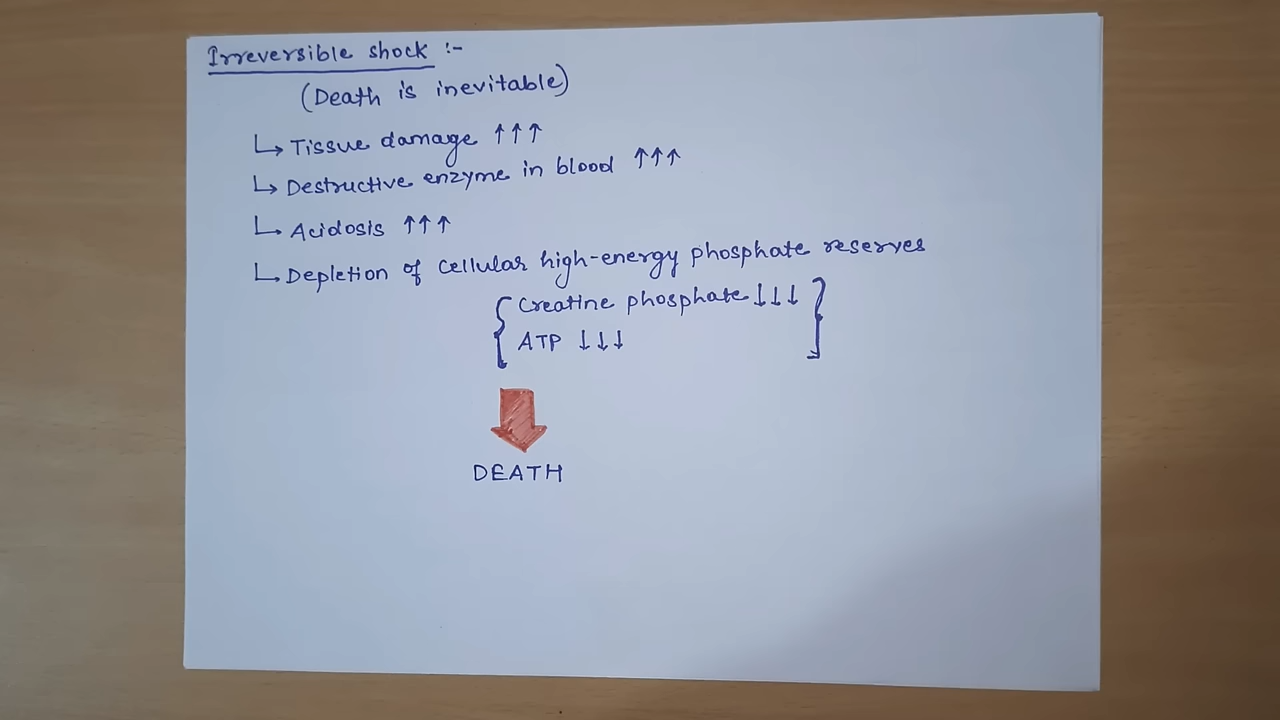 Irreversible shock :-
(Death is inevitable)
↳ Tissue damage ↑↑↑
↳ Destructive enzyme in blood ↑↑↑
↳ Acidosis ↑↑↑
↳ Depletion of cellular high-energy phosphate reserves
{ Creatine phosphate ↓↓↓ }
ATP ↓↓↓
DEATH